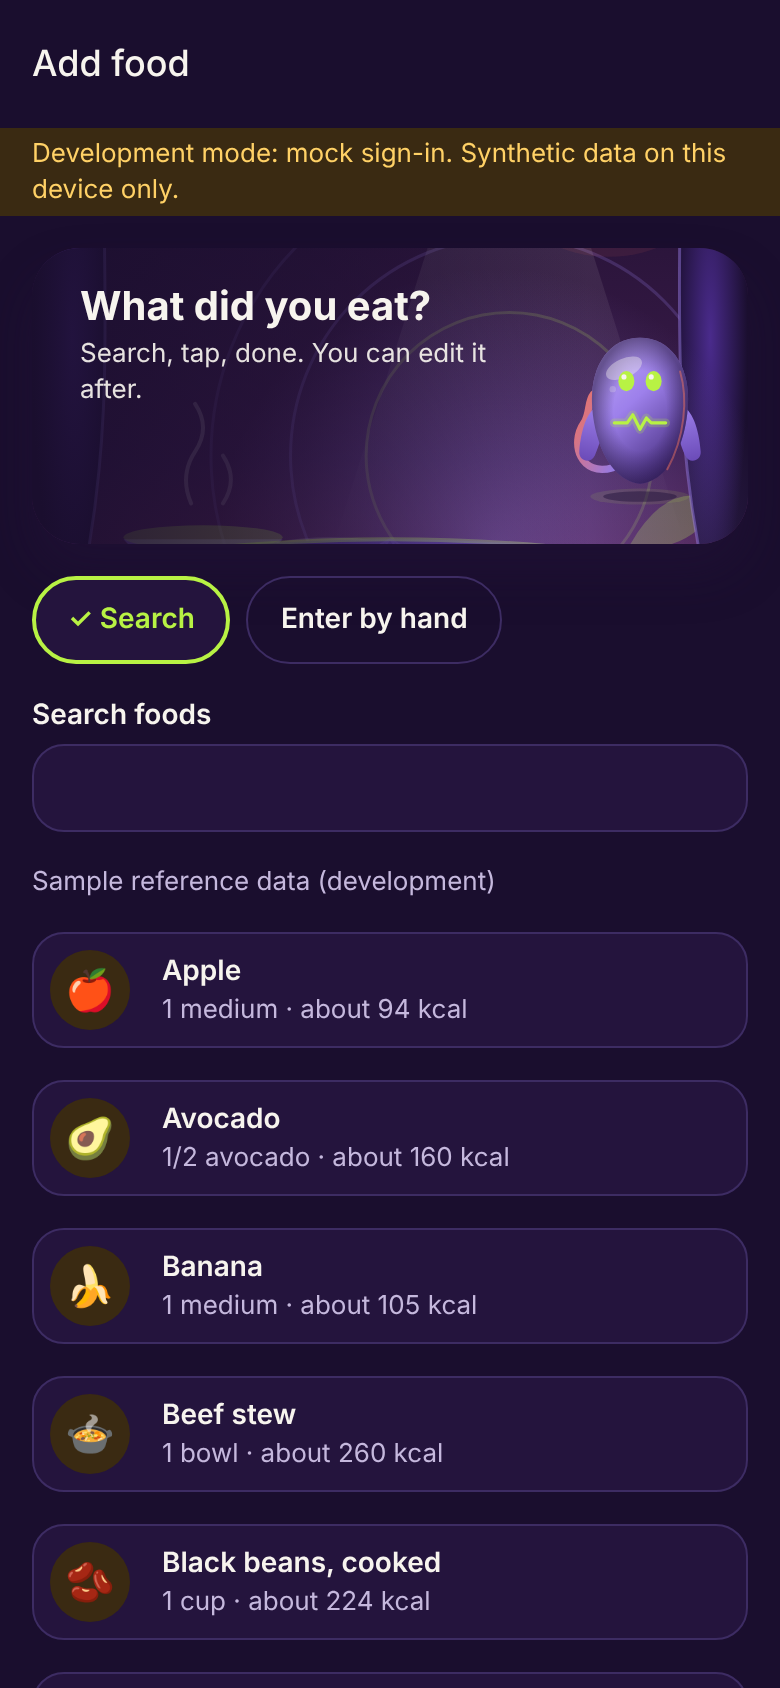 Add food
Development mode: mock sign-in. Synthetic data on this
device only.
What did you eat?
Search, tap, done. You can edit it
after.
✓ Search
Enter by hand
Search foods
Sample reference data (development)
Apple
1 medium · about 94 kcal
Avocado
1/2 avocado · about 160 kcal
Banana
1 medium · about 105 kcal
Beef stew
1 bowl · about 260 kcal
Black beans, cooked
1 cup · about 224 kcal